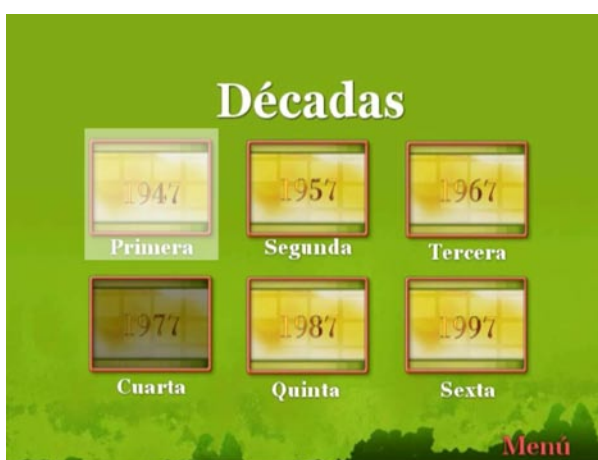 Décadas
1947 1957 1967
Primera Segunda Tercera
1977 1987 1997
Cuarta Quinta Sexta
Menú